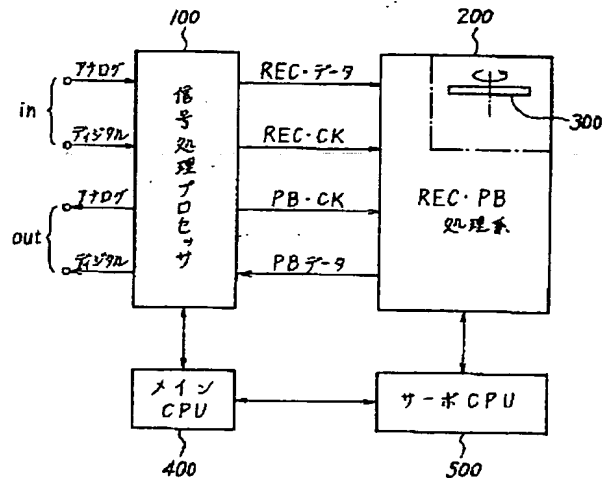 100
200
in
アナログ
ディジタル
out
アナログ
ディジタル
信号処理プロセッサ
REC・データ
REC・CK
PB・CK
PBデータ
300
REC・PB
処理系
メイン
CPU
サーボCPU
400
500